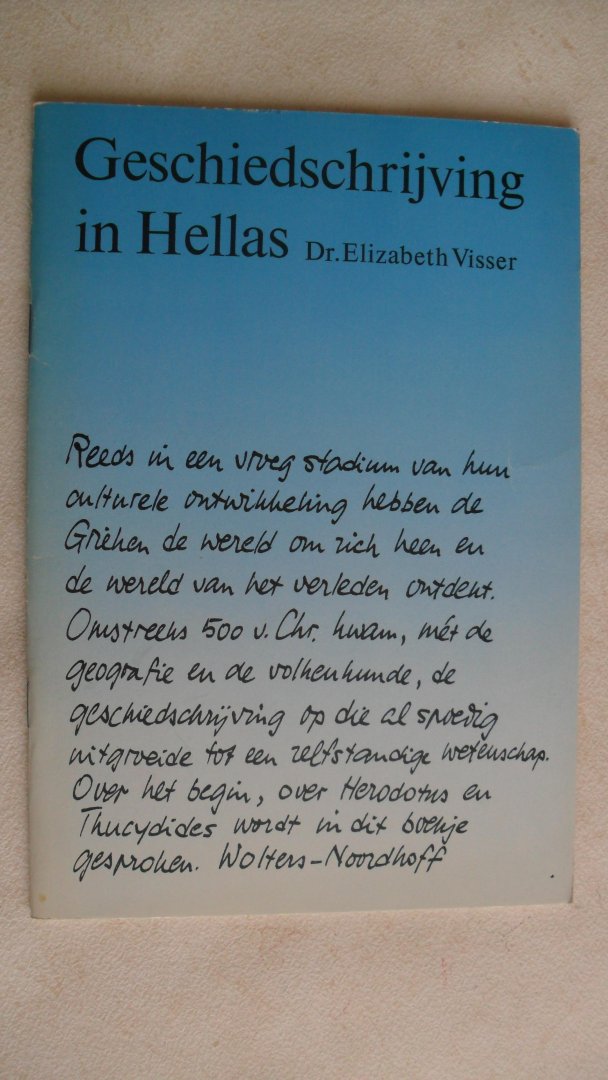 Geschiedschrijving
in Hellas Dr. Elizabeth Visser
Reeds in een vroeg stadium van hun
culturele ontwikkeling hebben de
Grieken de wereld om zich heen en
de wereld van het verleden ontdekt.
Omstreeks 500 v. Chr. kwam, mét de
geografie en de volkenkunde, de
geschiedschrijving op die al spoedig
uitgroeide tot een zelfstandige wetenschap.
Over het begin, over Herodotus en
Thucydides wordt in dit boekje
gesproken. Wolters-Noordhoff